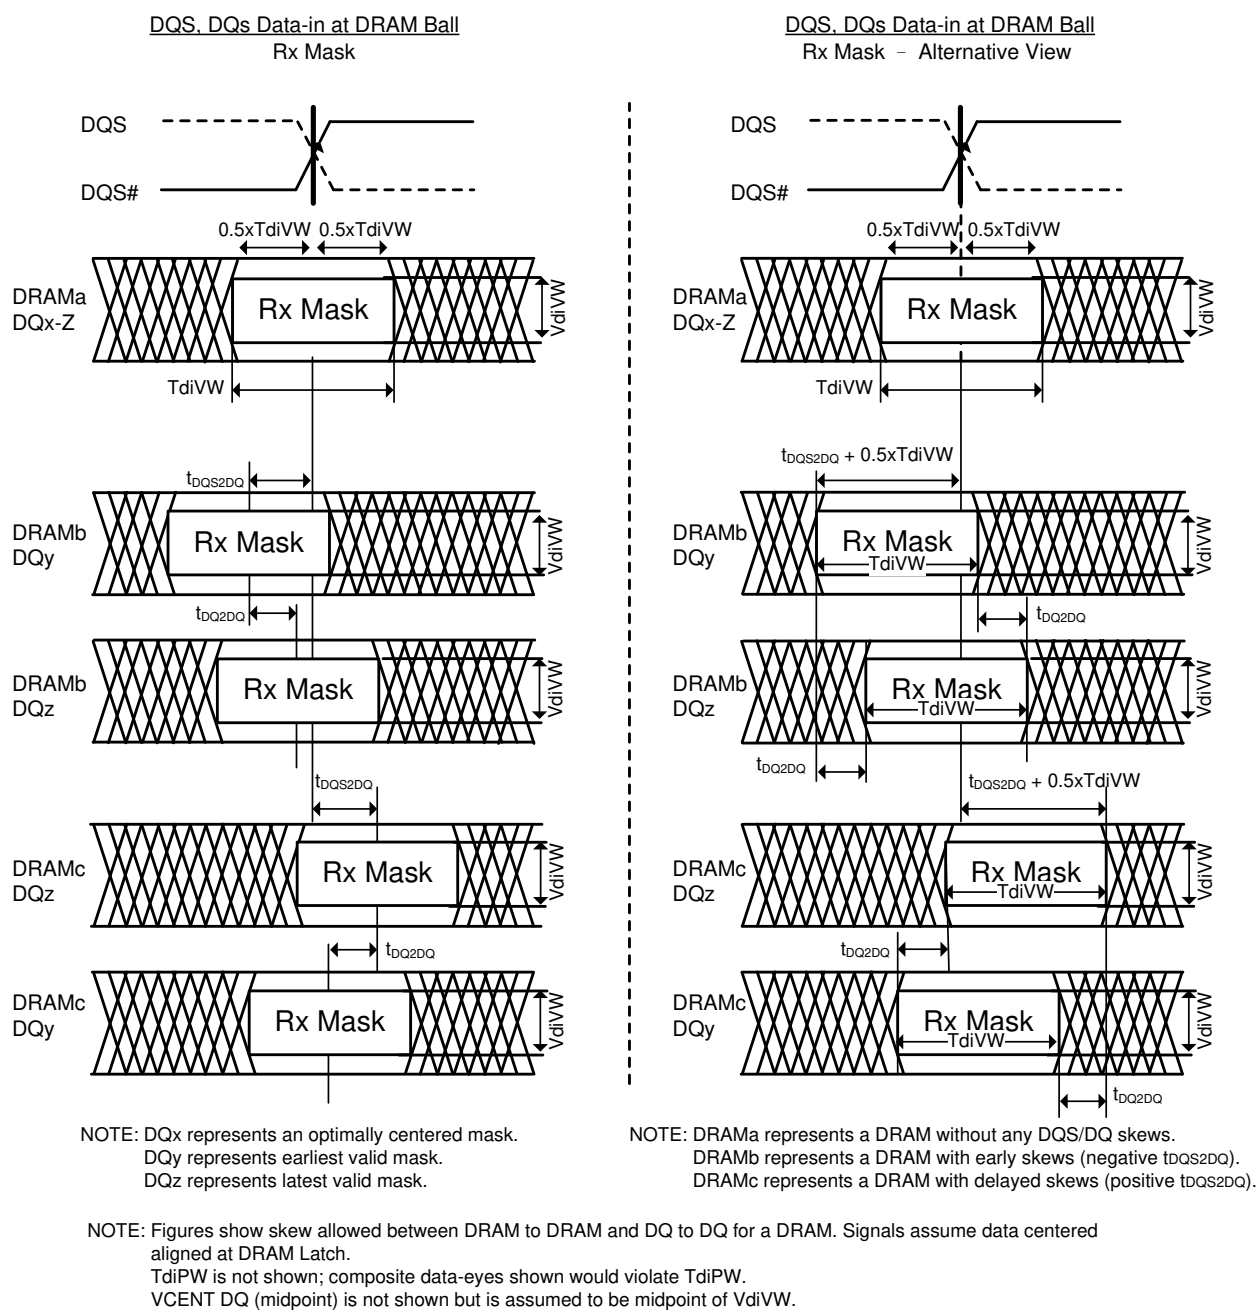 DQS, DQs Data-in at DRAM Ball
Rx Mask
DQS
DQS#
0.5xTdiVW 0.5xTdiVW
DRAMa
DQx-Z
Rx Mask
VdiVW
TdiVW
tDQS2DQ
DRAMb
DQy
Rx Mask
VdiVW
tDQ2DQ
DRAMb
DQz
Rx Mask
VdiVW
tDQS2DQ
DRAMc
DQz
Rx Mask
VdiVW
tDQ2DQ
DRAMc
DQy
Rx Mask
VdiVW
NOTE: DQx represents an optimally centered mask.
DQy represents earliest valid mask.
DQz represents latest valid mask.
DQS, DQs Data-in at DRAM Ball
Rx Mask – Alternative View
DQS
DQS#
0.5xTdiVW 0.5xTdiVW
DRAMa
DQx-Z
Rx Mask
VdiVW
TdiVW
tDQS2DQ + 0.5xTdiVW
DRAMb
DQy
Rx Mask
TdiVW
VdiVW
tDQ2DQ
DRAMb
DQz
Rx Mask
TdiVW
VdiVW
tDQ2DQ
tDQS2DQ + 0.5xTdiVW
DRAMc
DQz
Rx Mask
TdiVW
VdiVW
tDQ2DQ
DRAMc
DQy
Rx Mask
TdiVW
VdiVW
tDQ2DQ
NOTE: DRAMa represents a DRAM without any DQS/DQ skews.
DRAMb represents a DRAM with early skews (negative tDQS2DQ).
DRAMc represents a DRAM with delayed skews (positive tDQS2DQ).
NOTE: Figures show skew allowed between DRAM to DRAM and DQ to DQ for a DRAM. Signals assume data centered
aligned at DRAM Latch.
TdiPW is not shown; composite data-eyes shown would violate TdiPW.
VCENT DQ (midpoint) is not shown but is assumed to be midpoint of VdiVW.